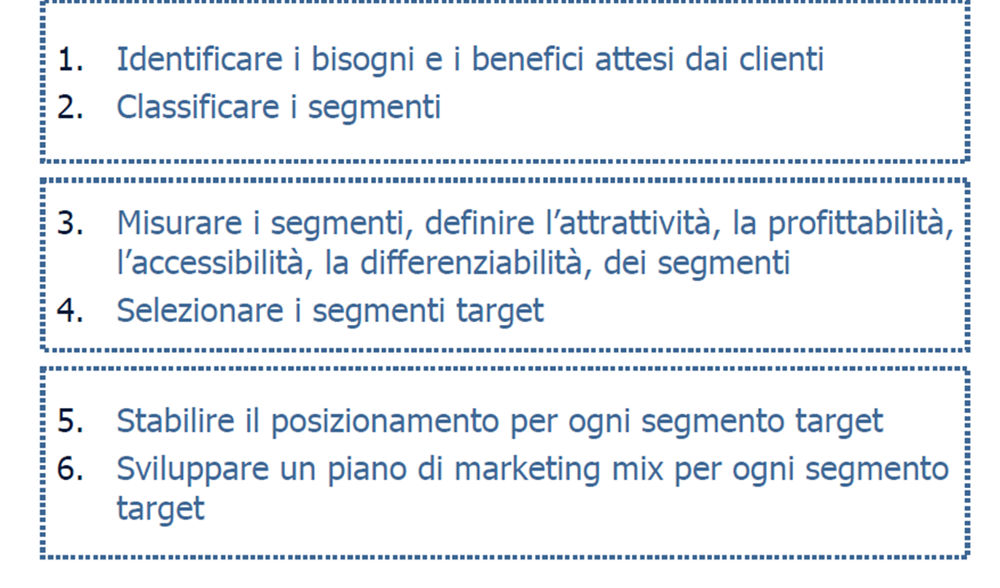 1. Identificare i bisogni e i benefici attesi dai clienti
2. Classificare i segmenti
3. Misurare i segmenti, definire l’attrattività, la profittabilità,
l’accessibilità, la differenziabilità, dei segmenti
4. Selezionare i segmenti target
5. Stabilire il posizionamento per ogni segmento target
6. Sviluppare un piano di marketing mix per ogni segmento
target